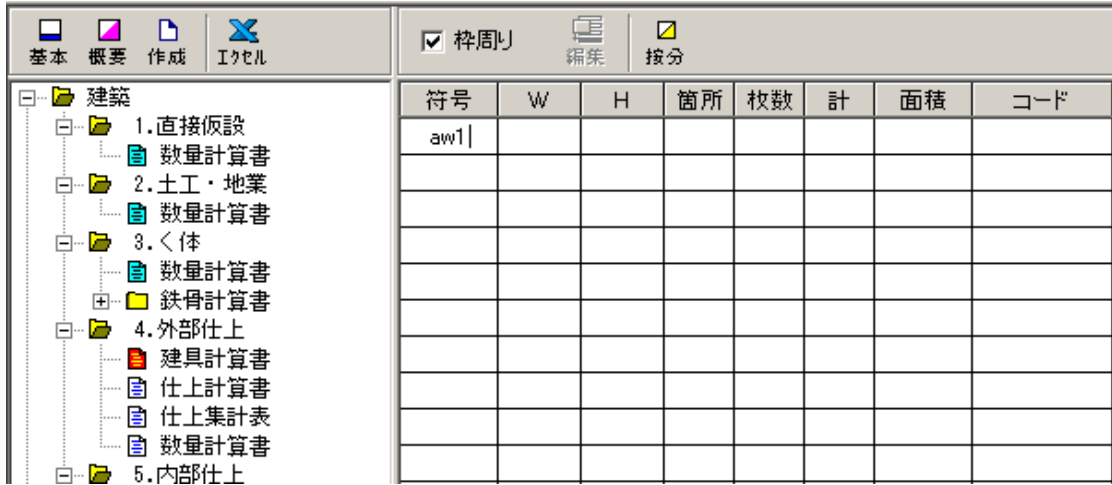 基本 概要 作成 ｴｸｾﾙ
枠周り 編集 按分
建築
1.直接仮設
数量計算書
2.土工・地業
数量計算書
3.く体
数量計算書
鉄骨計算書
4.外部仕上
建具計算書
仕上計算書
仕上集計表
数量計算書
5.内部仕上
符号 W H 箇所 枚数 計 面積 コード
aw1